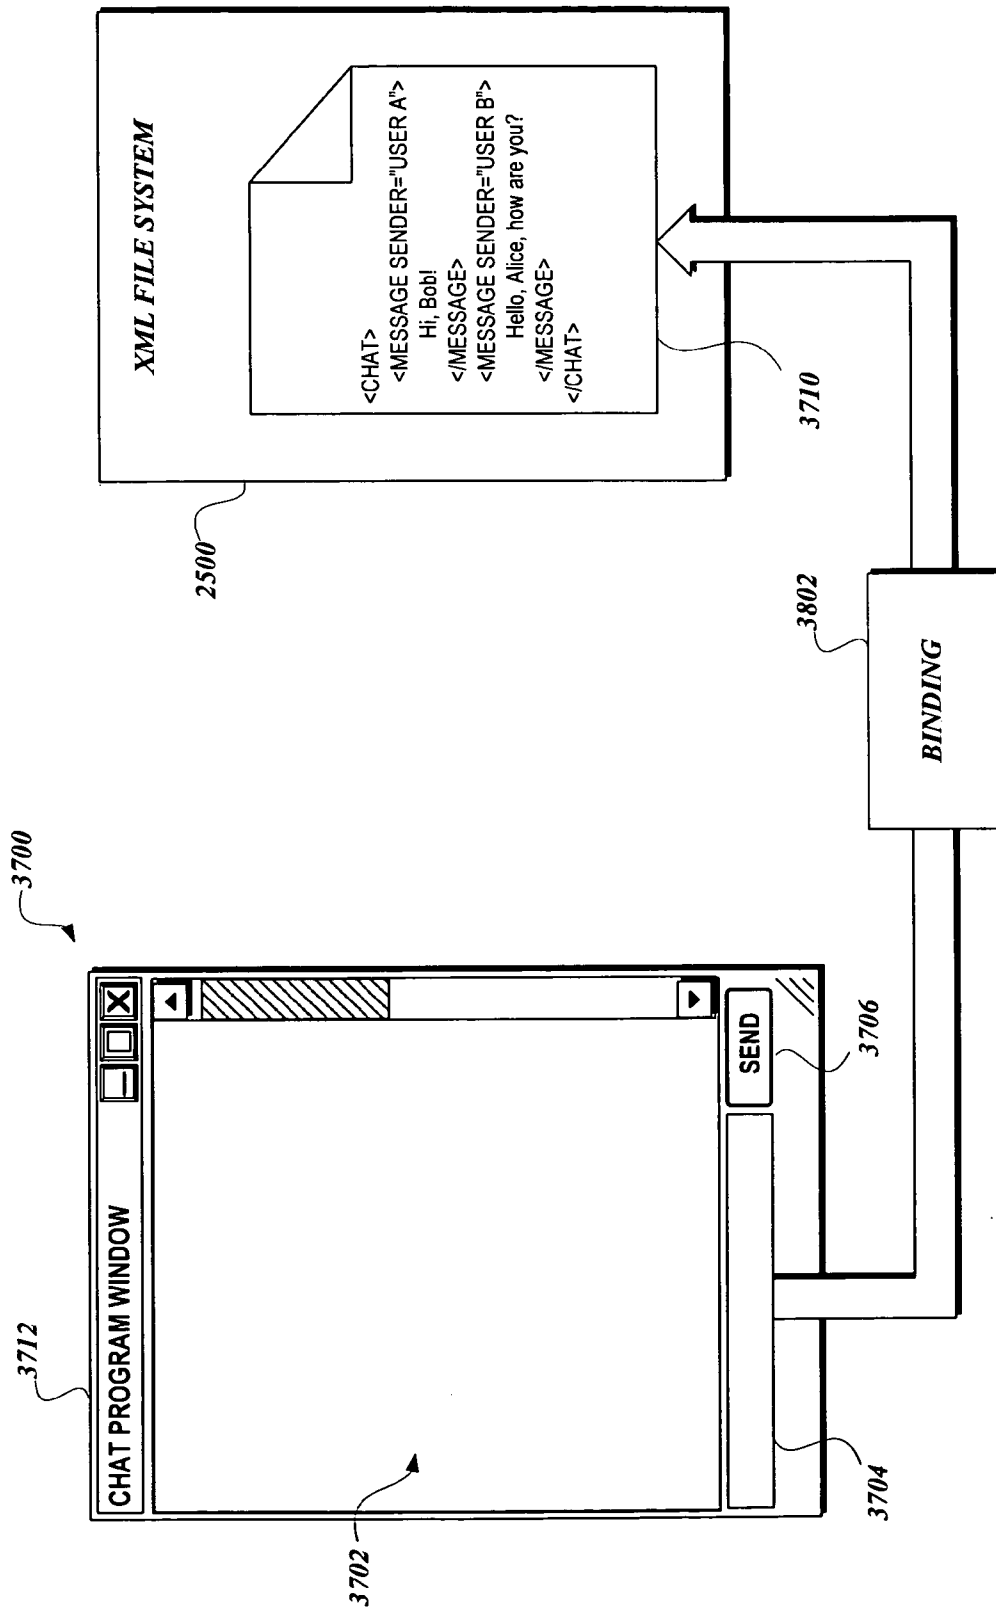 3700
3712
CHAT PROGRAM WINDOW
3702
SEND
3704
3706
2500
XML FILE SYSTEM
<CHAT>
<MESSAGE SENDER="USER A">
Hi, Bob!
</MESSAGE>
<MESSAGE SENDER="USER B">
Hello, Alice, how are you?
</MESSAGE>
</CHAT>
3710
3802
BINDING